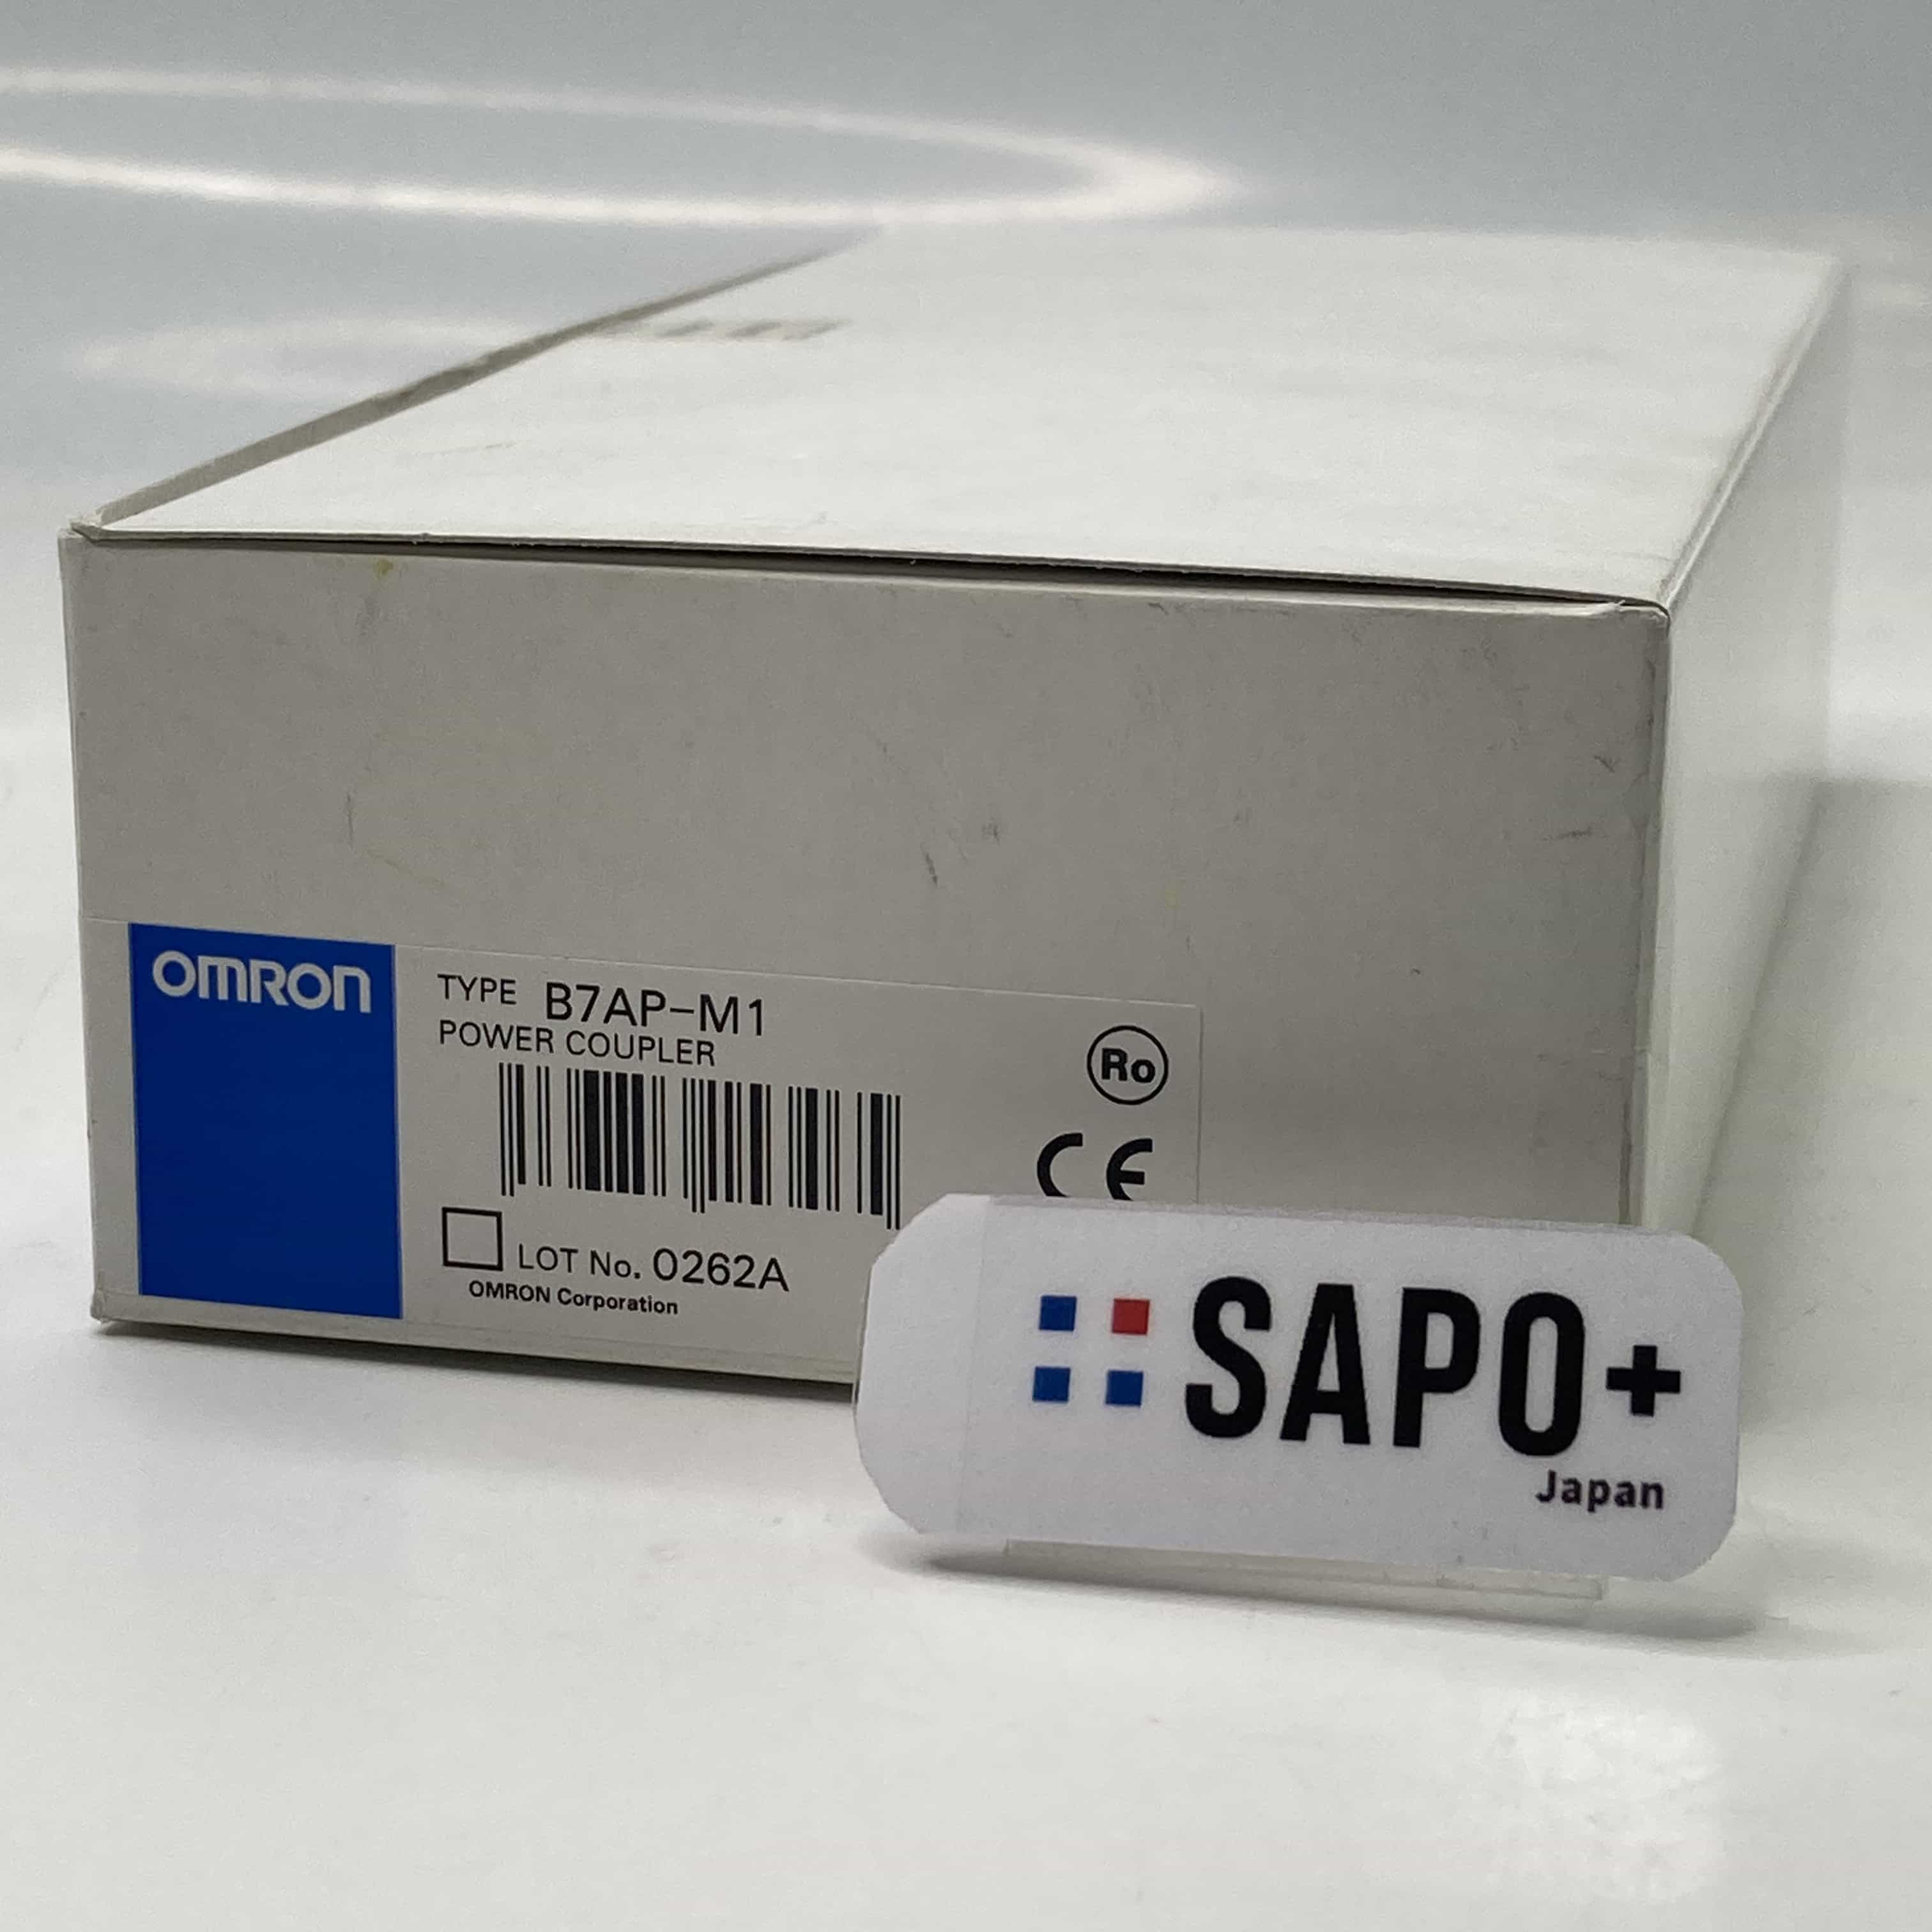 OMRON
TYPE B7AP-M1
POWER COUPLER
Ro
CE
LOT No. 0262A
OMRON Corporation
SAPO+
Japan